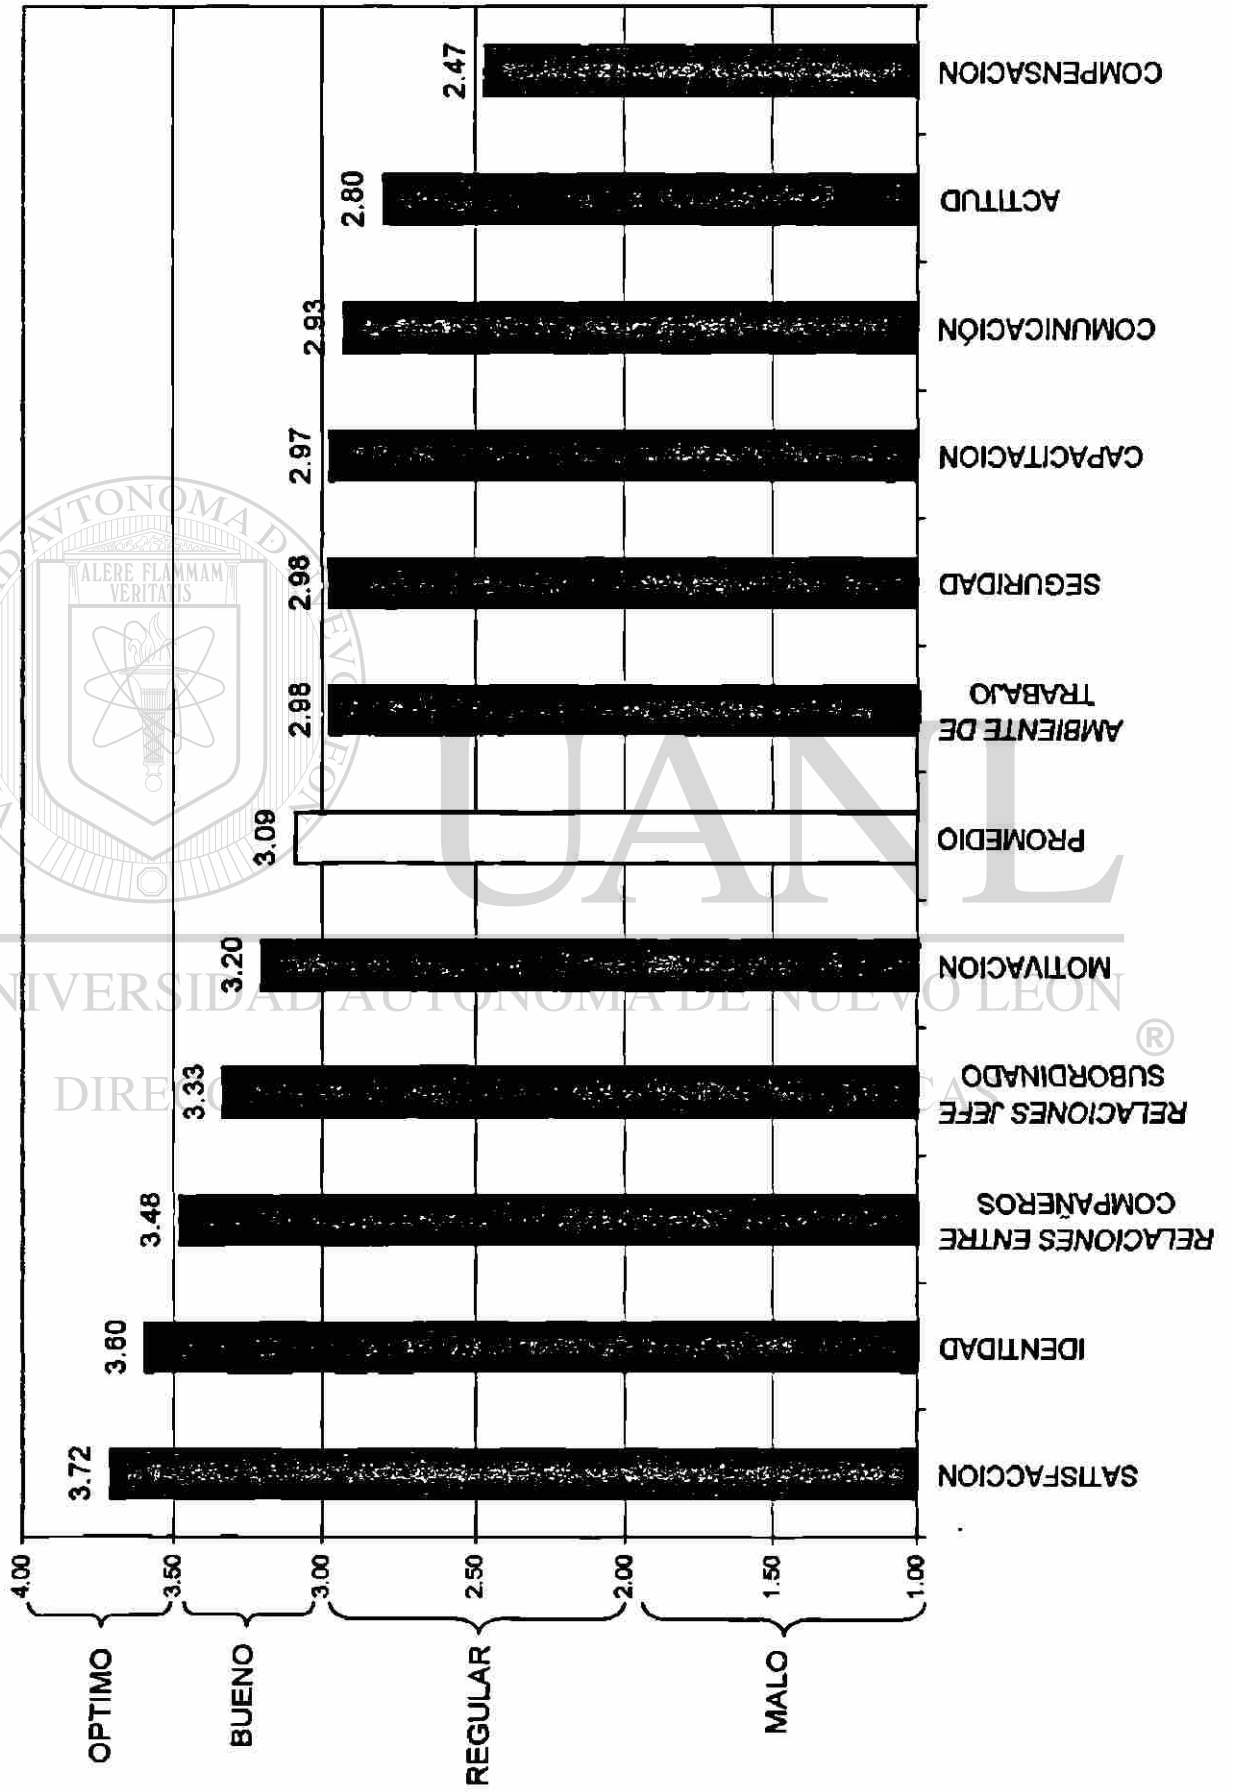 4.00
3.50
3.00
2.50
2.00
1.50
1.00
OPTIMO
BUENO
REGULAR
MALO
3.72
3.60
3.48
3.33
3.20
3.09
2.98
2.98
2.97
2.93
2.80
2.47
SATISFACCION
IDENTIDAD
RELACIONES ENTRE
COMPAÑEROS
RELACIONES JEFE
SUBORDINADO
MOTIVACION
PROMEDIO
AMBIENTE DE
TRABAJO
SEGURIDAD
CAPACITACION
COMUNICACIÓN
ACTITUD
COMPENSACION
ALERE FLAMMAM
VERITATIS
UANL
UNIVERSIDAD AUTÓNOMA DE NUEVO LEÓN
®